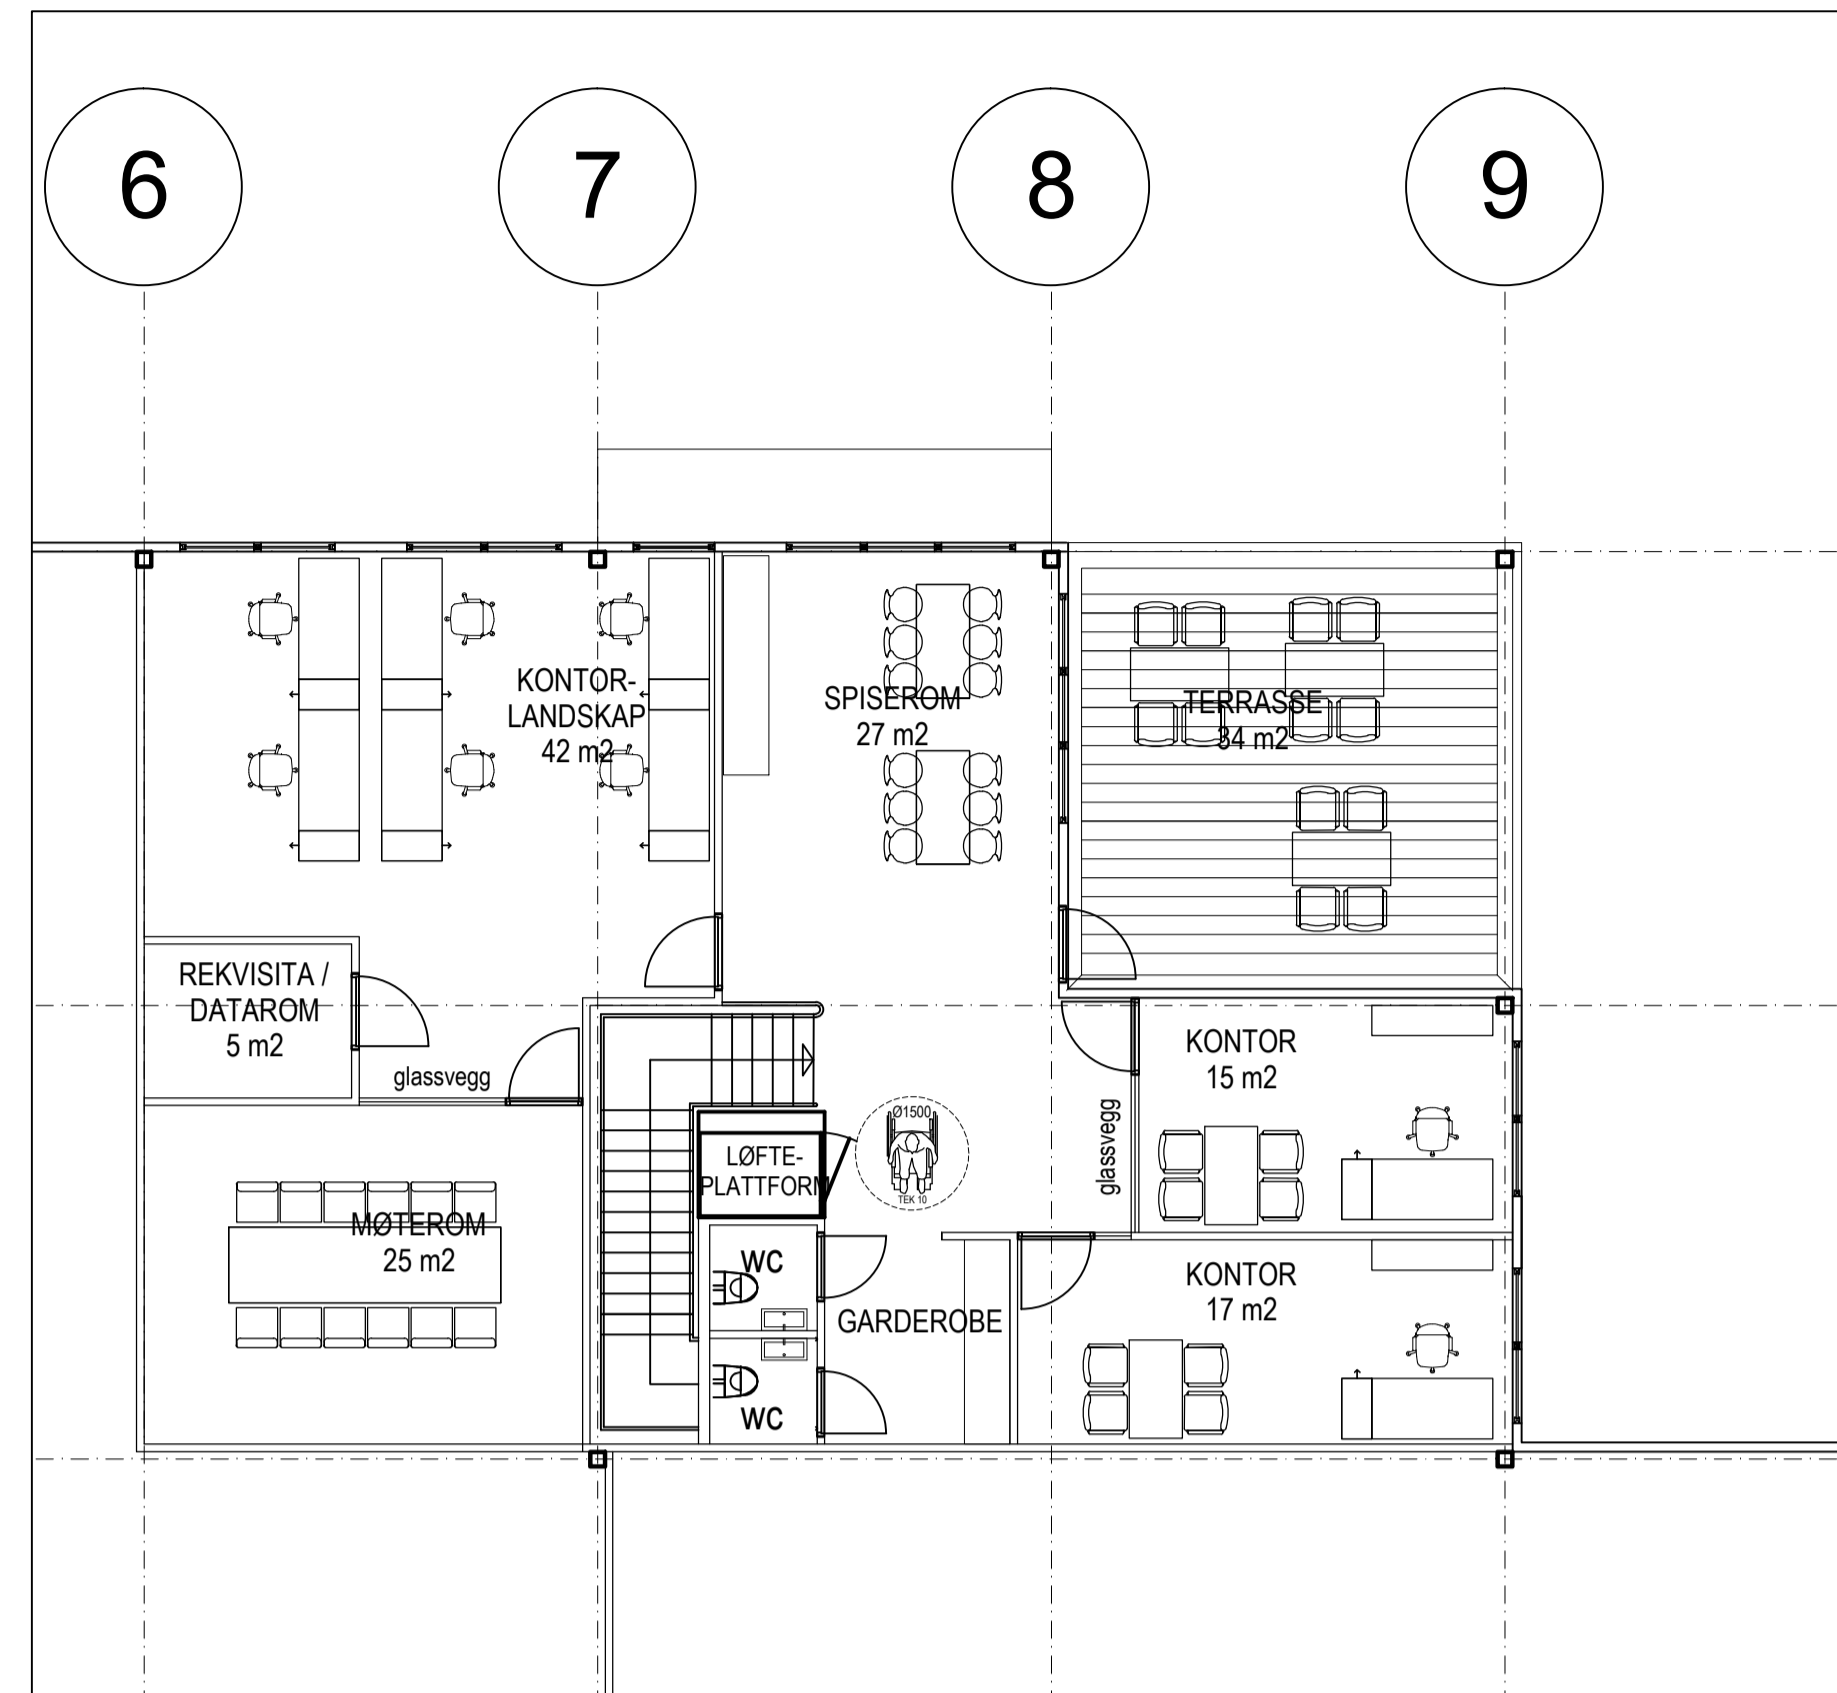 6
7
8
9
KONTOR-
LANDSKAP
42 m2
SPISEROM
27 m2
TERRASSE
34 m2
REKVISITA /
DATAROM
5 m2
glassvegg
KONTOR
15 m2
glassvegg
Ø1500
TEK 10
LØFTE-
PLATTFORM
MØTEROM
25 m2
WC
GARDEROBE
WC
KONTOR
17 m2